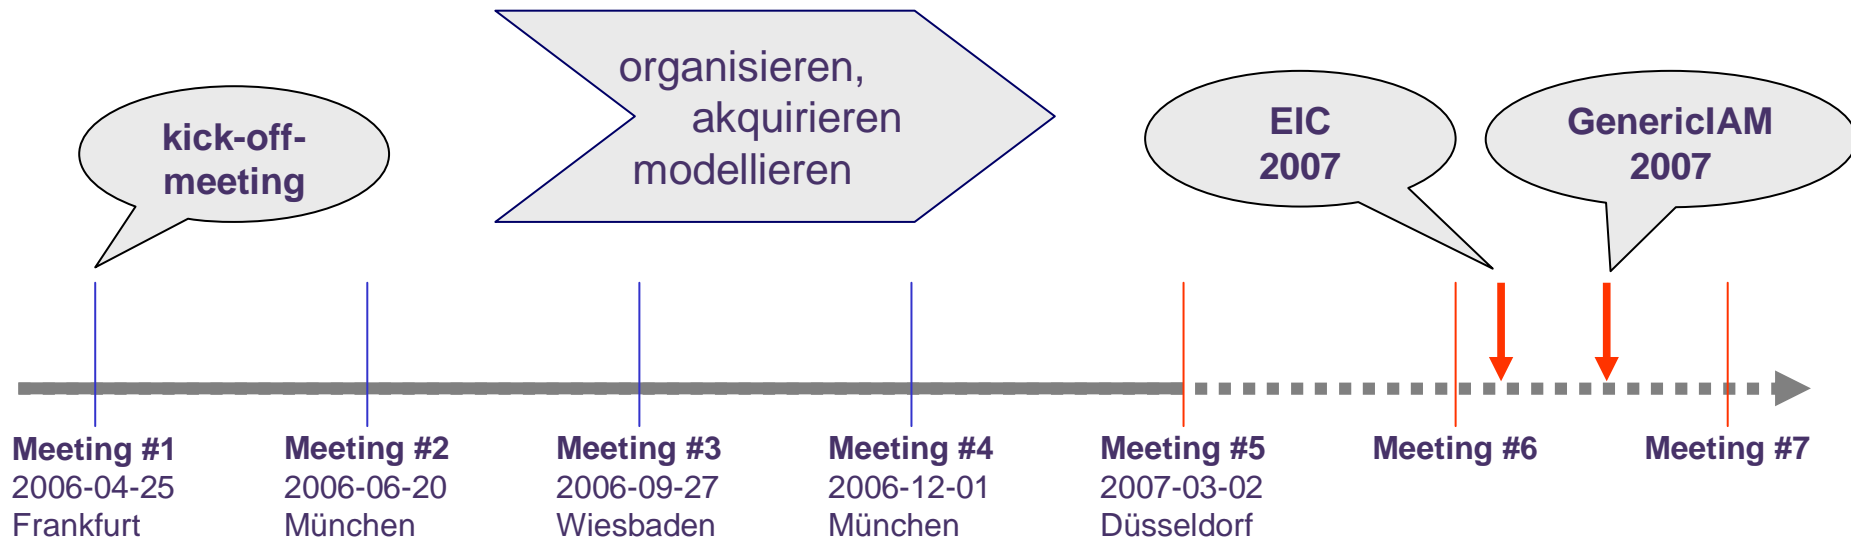 kick-off-
meeting
organisieren,
akquirieren
modellieren
EIC
2007
GenericIAM
2007
Meeting #1
2006-04-25
Frankfurt
Meeting #2
2006-06-20
München
Meeting #3
2006-09-27
Wiesbaden
Meeting #4
2006-12-01
München
Meeting #5
2007-03-02
Düsseldorf
Meeting #6
Meeting #7